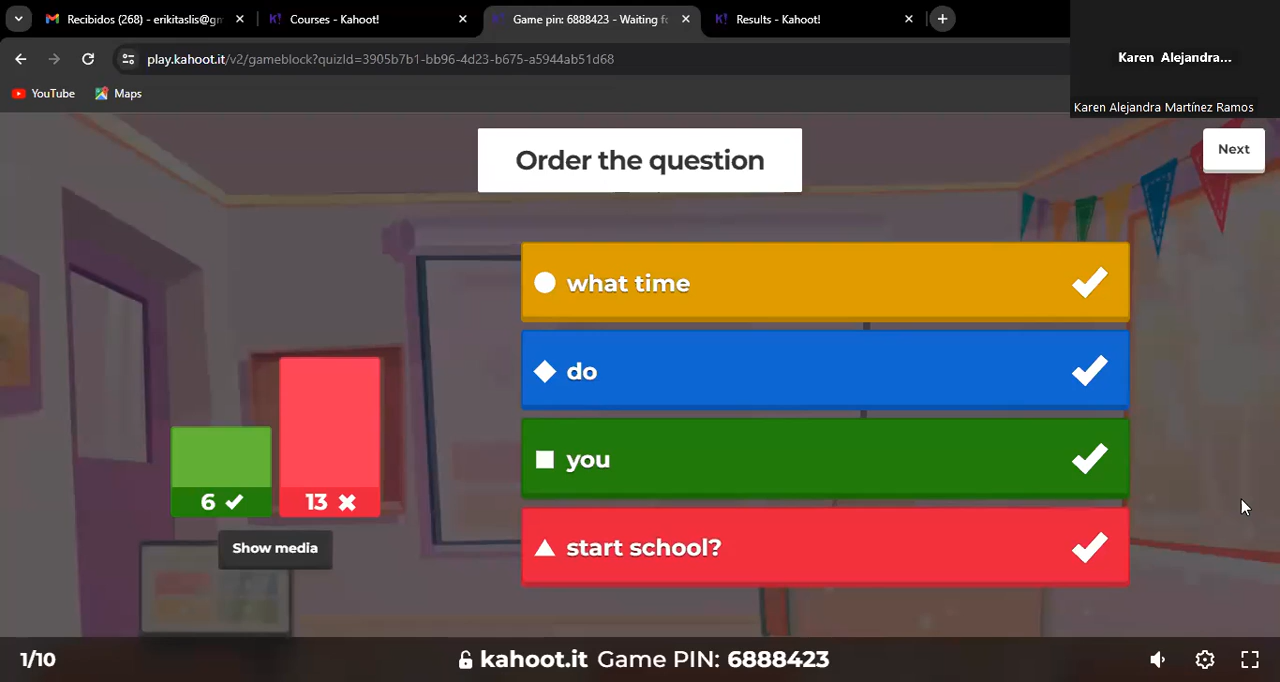 Recibidos (268) - erikitaslis@gm
Courses - Kahoot!
Game pin: 6888423 - Waiting fo
Results - Kahoot!
play.kahoot.it/v2/gameblock?quizId=3905b7b1-bb96-4d23-b675-a5944ab51d68
YouTube
Maps
Karen Alejandra...
Karen Alejandra Martínez Ramos
Order the question
Next
what time
do
you
start school?
6
13
Show media
1/10
kahoot.it Game PIN: 6888423